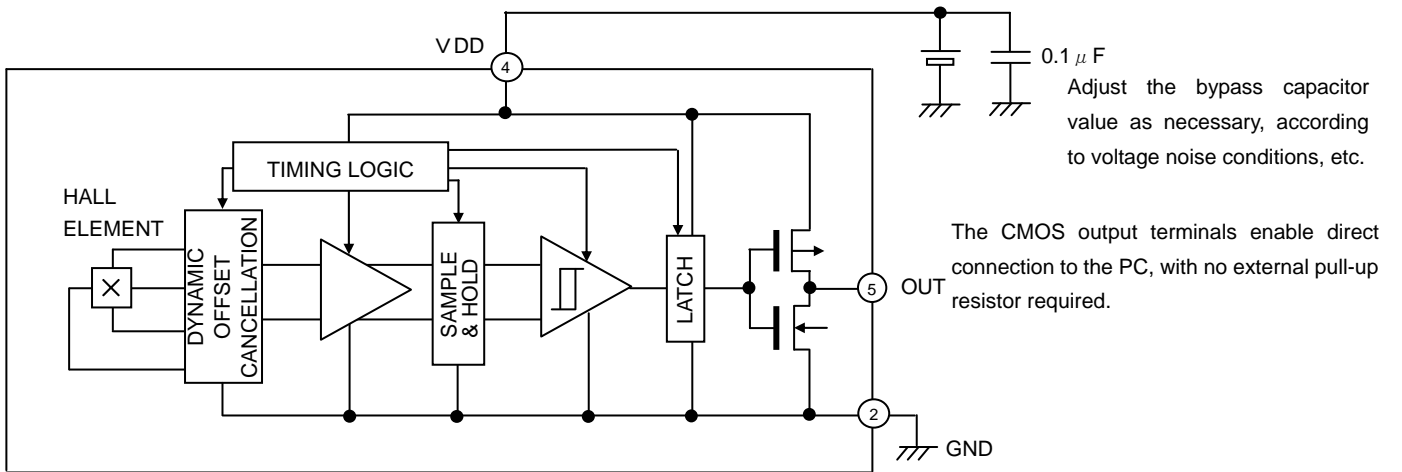 VDD
4
0.1 μ F
Adjust the bypass capacitor
value as necessary, according
to voltage noise conditions, etc.
TIMING LOGIC
HALL
ELEMENT
DYNAMIC
OFFSET
CANCELLATION
SAMPLE
& HOLD
LATCH
The CMOS output terminals enable direct
connection to the PC, with no external pull-up
resistor required.
5
OUT
2
GND